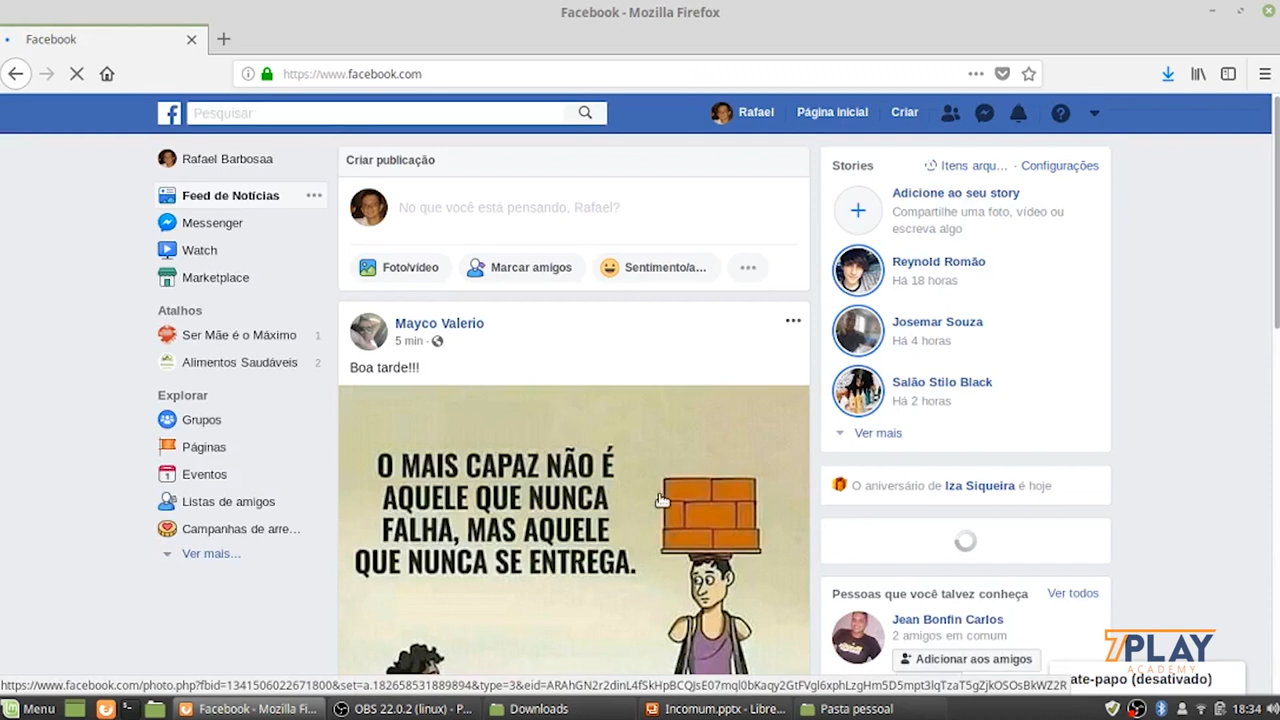 Facebook - Mozilla Firefox
Facebook
https://www.facebook.com
Pesquisar
Rafael
Página inicial
Criar
Rafael Barbosaa
Feed de Notícias
Messenger
Watch
Marketplace
Atalhos
Ser Mãe é o Máximo 1
Alimentos Saudáveis 2
Explorar
Grupos
Páginas
Eventos
Listas de amigos
Campanhas de arre...
Ver mais...
Criar publicação
No que você está pensando, Rafael?
Foto/vídeo
Marcar amigos
Sentimento/a...
Mayco Valerio
5 min ·
Boa tarde!!!
O MAIS CAPAZ NÃO É
AQUELE QUE NUNCA
FALHA, MAS AQUELE
QUE NUNCA SE ENTREGA.
Stories
Itens arqu... · Configurações
Adicione ao seu story
Compartilhe uma foto, vídeo ou
escreva algo
Reynold Romão
Há 18 horas
Josemar Souza
Há 4 horas
Salão Stilo Black
Há 2 horas
Ver mais
O aniversário de Iza Siqueira é hoje
Pessoas que você talvez conheça
Ver todos
Jean Bonfin Carlos
2 amigos em comum
Adicionar aos amigos
7PLAY
ACADEMY
ate-papo (desativado)
Menu
Facebook - Mozilla Fi...
OBS 22.0.2 (linux) - P...
Downloads
Incomum.pptx - Libre...
Pasta pessoal
18:34